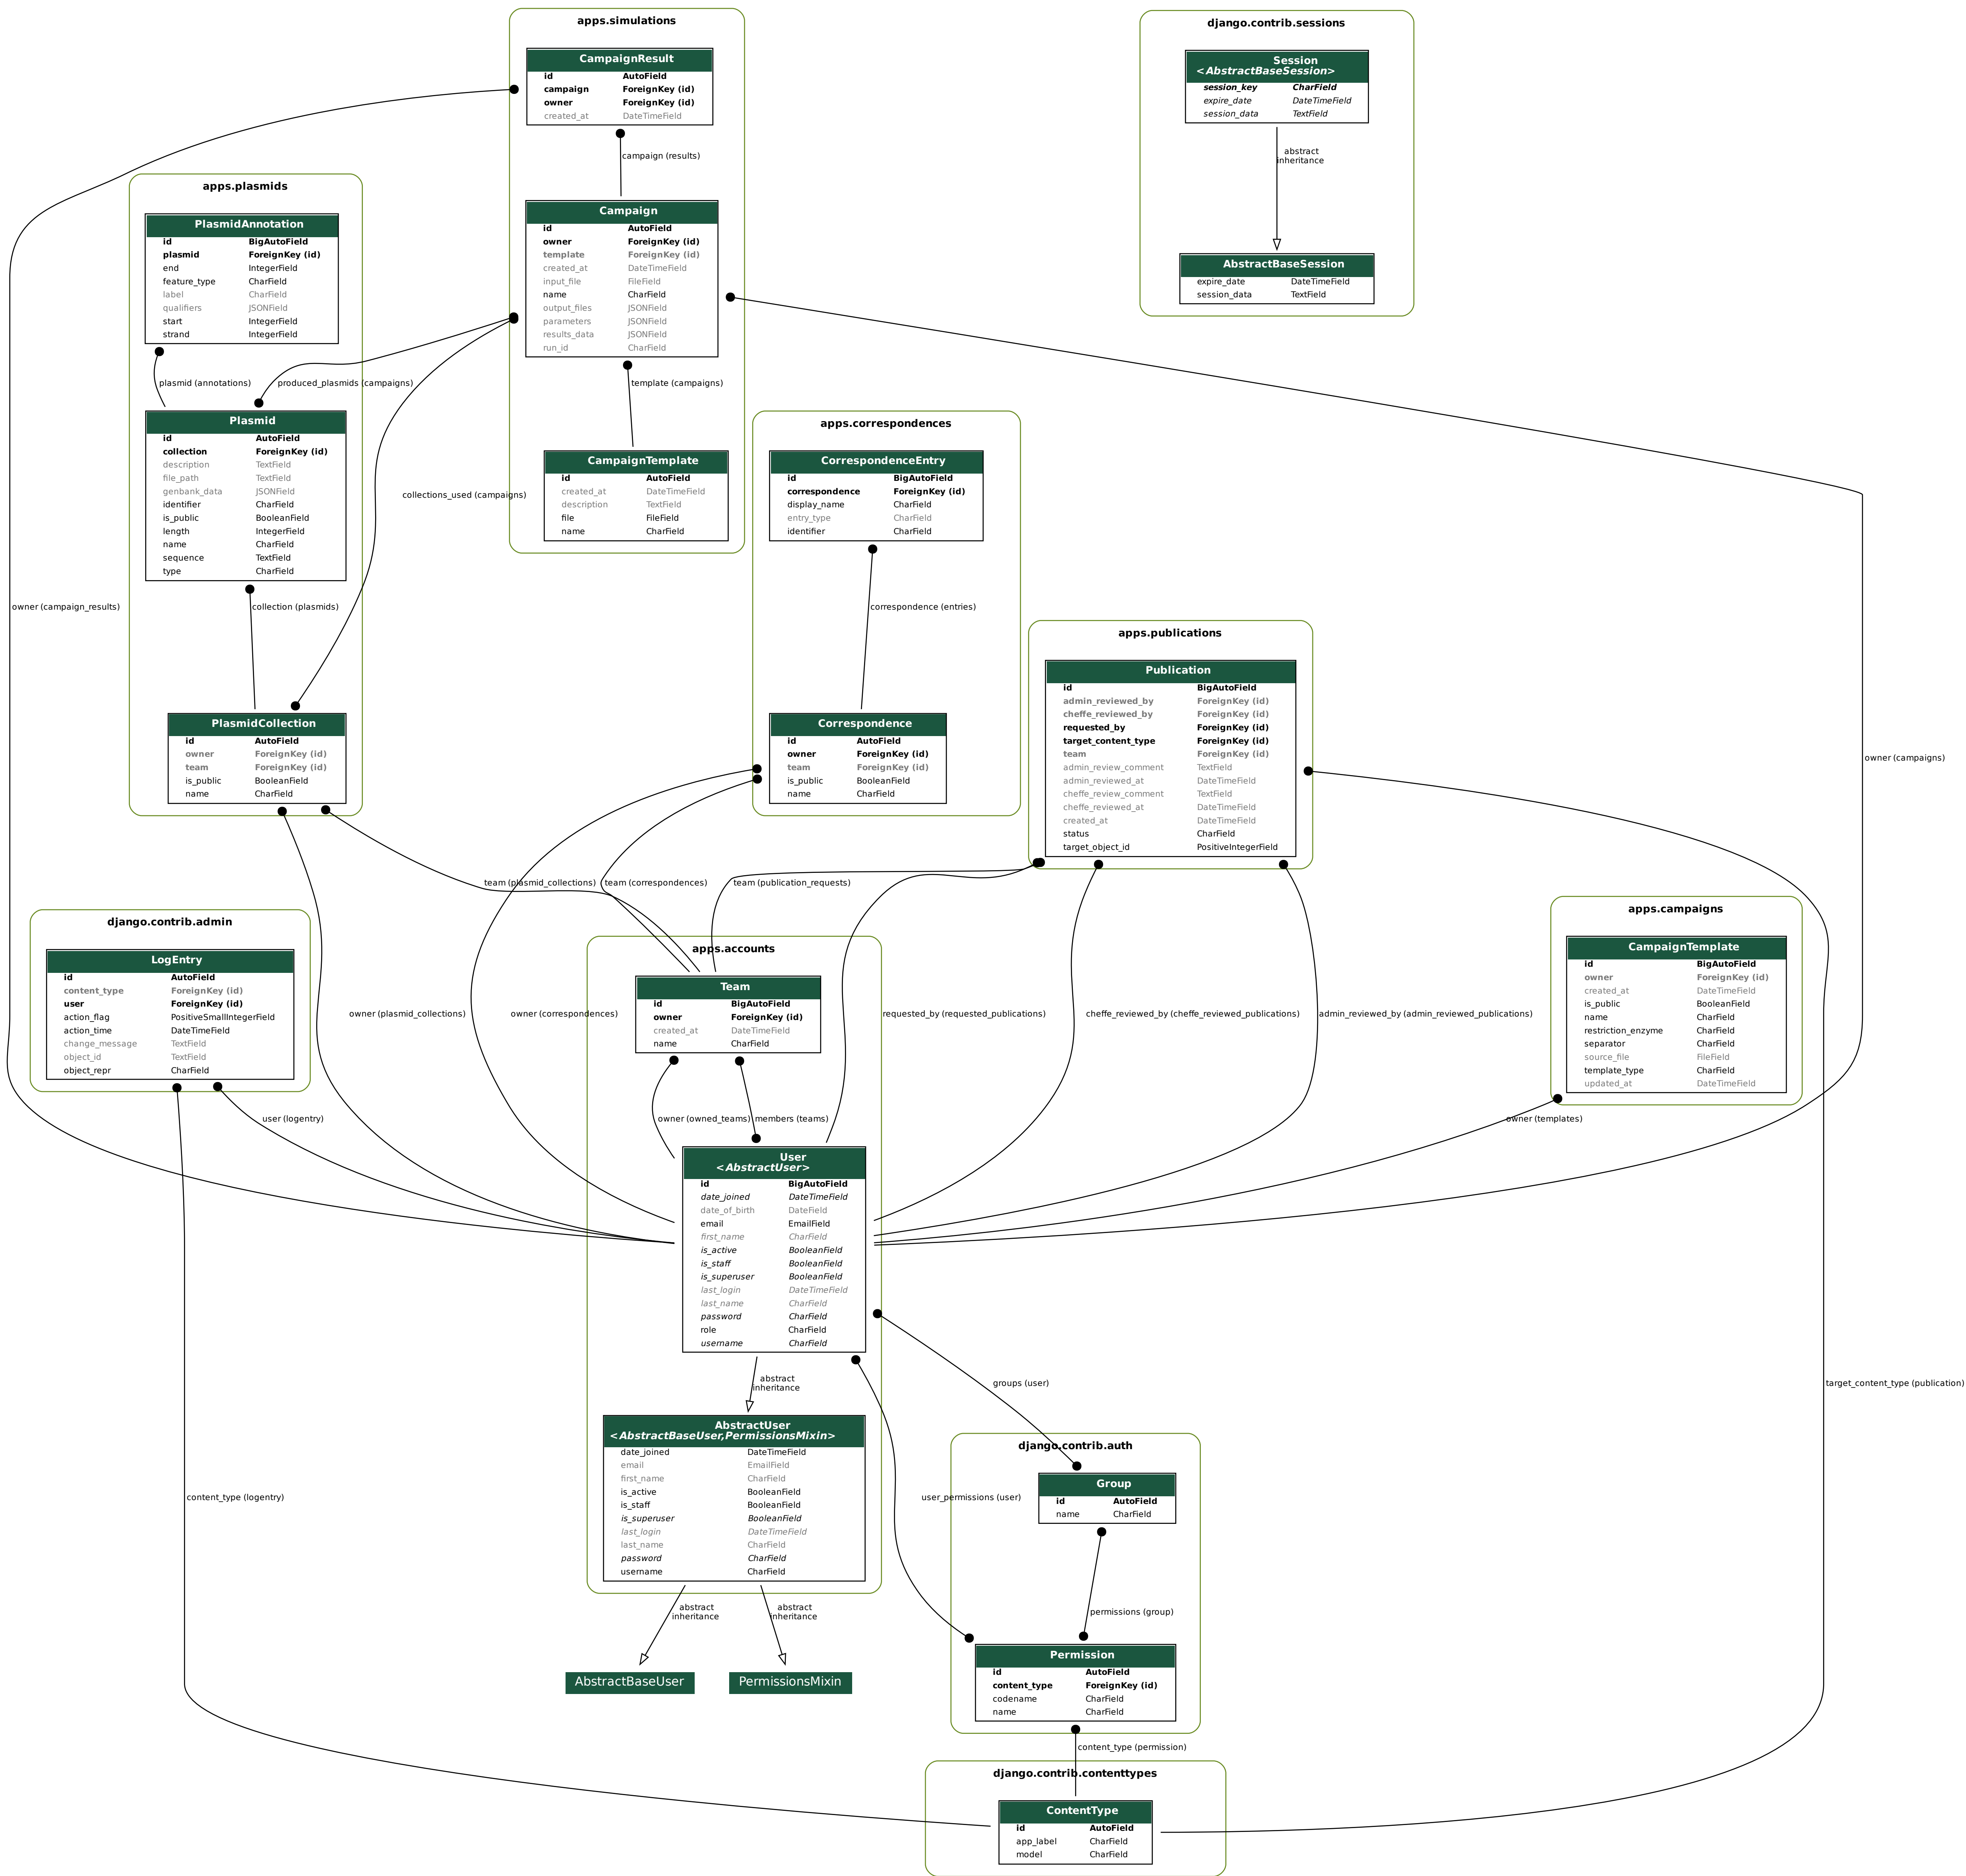 apps.simulations
CampaignResult
id AutoField
campaign ForeignKey (id)
owner ForeignKey (id)
created_at DateTimeField
campaign (results)
Campaign
id AutoField
owner ForeignKey (id)
template ForeignKey (id)
created_at DateTimeField
input_file FileField
name CharField
output_files JSONField
parameters JSONField
results_data JSONField
run_id CharField
template (campaigns)
CampaignTemplate
id AutoField
created_at DateTimeField
description TextField
file FileField
name CharField
django.contrib.sessions
Session
<AbstractBaseSession>
session_key CharField
expire_date DateTimeField
session_data TextField
abstract
inheritance
AbstractBaseSession
expire_date DateTimeField
session_data TextField
apps.plasmids
PlasmidAnnotation
id BigAutoField
plasmid ForeignKey (id)
end IntegerField
feature_type CharField
label CharField
qualifiers JSONField
start IntegerField
strand IntegerField
plasmid (annotations)
produced_plasmids (campaigns)
Plasmid
id AutoField
collection ForeignKey (id)
description TextField
file_path TextField
genbank_data JSONField
identifier CharField
is_public BooleanField
length IntegerField
name CharField
sequence TextField
type CharField
collections_used (campaigns)
owner (campaign_results)
collection (plasmids)
PlasmidCollection
id AutoField
owner ForeignKey (id)
team ForeignKey (id)
is_public BooleanField
name CharField
apps.correspondences
CorrespondenceEntry
id BigAutoField
correspondence ForeignKey (id)
display_name CharField
entry_type CharField
identifier CharField
correspondence (entries)
Correspondence
id AutoField
owner ForeignKey (id)
team ForeignKey (id)
is_public BooleanField
name CharField
apps.publications
Publication
id BigAutoField
admin_reviewed_by ForeignKey (id)
cheffe_reviewed_by ForeignKey (id)
requested_by ForeignKey (id)
target_content_type ForeignKey (id)
team ForeignKey (id)
admin_review_comment TextField
admin_reviewed_at DateTimeField
cheffe_review_comment TextField
cheffe_reviewed_at DateTimeField
created_at DateTimeField
status CharField
target_object_id PositiveIntegerField
owner (campaigns)
team (plasmid_collections)
team (correspondences)
team (publication_requests)
django.contrib.admin
LogEntry
id AutoField
content_type ForeignKey (id)
user ForeignKey (id)
action_flag PositiveSmallIntegerField
action_time DateTimeField
change_message TextField
object_id TextField
object_repr CharField
user (logentry)
owner (plasmid_collections)
owner (correspondences)
apps.accounts
Team
id BigAutoField
owner ForeignKey (id)
created_at DateTimeField
name CharField
requested_by (requested_publications)
cheffe_reviewed_by (cheffe_reviewed_publications)
admin_reviewed_by (admin_reviewed_publications)
apps.campaigns
CampaignTemplate
id BigAutoField
owner ForeignKey (id)
created_at DateTimeField
is_public BooleanField
name CharField
restriction_enzyme CharField
separator CharField
source_file FileField
template_type CharField
updated_at DateTimeField
owner (templates)
owner (owned_teams)
members (teams)
User
<AbstractUser>
id BigAutoField
date_joined DateTimeField
date_of_birth DateField
email EmailField
first_name CharField
is_active BooleanField
is_staff BooleanField
is_superuser BooleanField
last_login DateTimeField
last_name CharField
password CharField
role CharField
username CharField
abstract
inheritance
groups (user)
target_content_type (publication)
AbstractUser
<AbstractBaseUser,PermissionsMixin>
date_joined DateTimeField
email EmailField
first_name CharField
is_active BooleanField
is_staff BooleanField
is_superuser BooleanField
last_login DateTimeField
last_name CharField
password CharField
username CharField
content_type (logentry)
user_permissions (user)
django.contrib.auth
Group
id AutoField
name CharField
abstract
inheritance
abstract
inheritance
permissions (group)
AbstractBaseUser
PermissionsMixin
Permission
id AutoField
content_type ForeignKey (id)
codename CharField
name CharField
content_type (permission)
django.contrib.contenttypes
ContentType
id AutoField
app_label CharField
model CharField